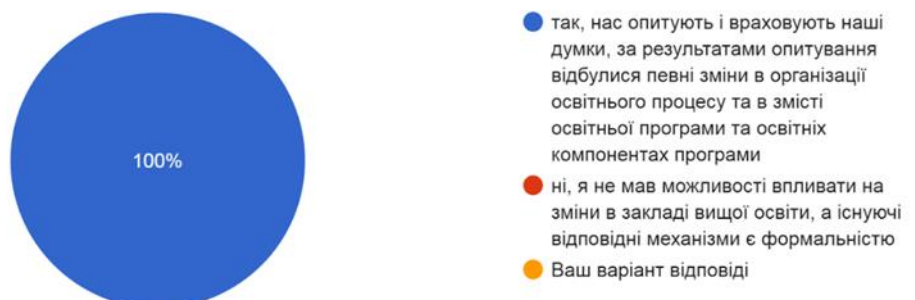 100%
так, нас опитують і враховують наші
думки, за результатами опитування
відбулися певні зміни в організації
освітнього процесу та в змісті
освітньої програми та освітніх
компонентах програми
ні, я не мав можливості впливати на
зміни в закладі вищої освіти, а існуючі
відповідні механізми є формальністю
Ваш варіант відповіді